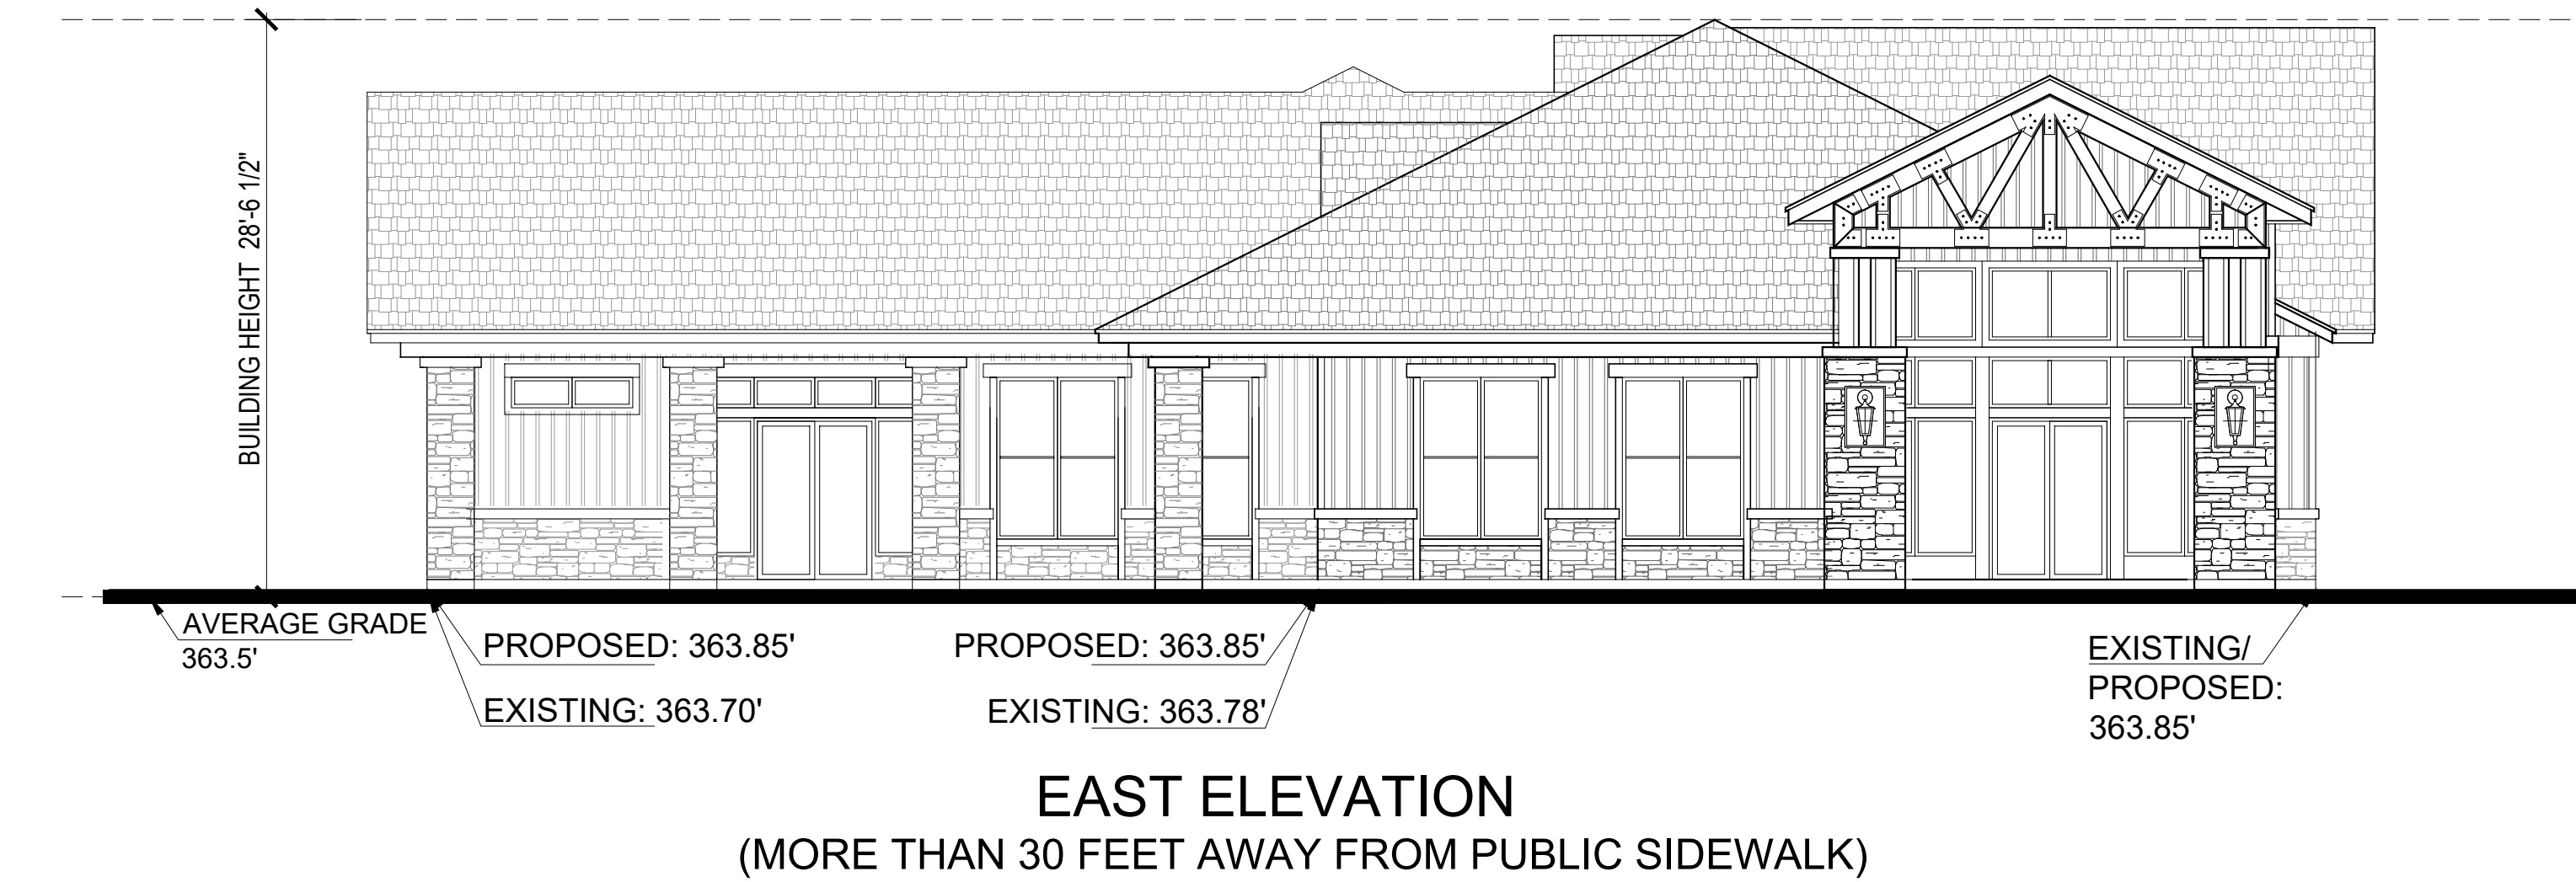 BUILDING HEIGHT 28'-6 1/2"
AVERAGE GRADE
363.5'
PROPOSED: 363.85'
EXISTING: 363.70'
PROPOSED: 363.85'
EXISTING: 363.78'
EXISTING/
PROPOSED:
363.85'
EAST ELEVATION
(MORE THAN 30 FEET AWAY FROM PUBLIC SIDEWALK)